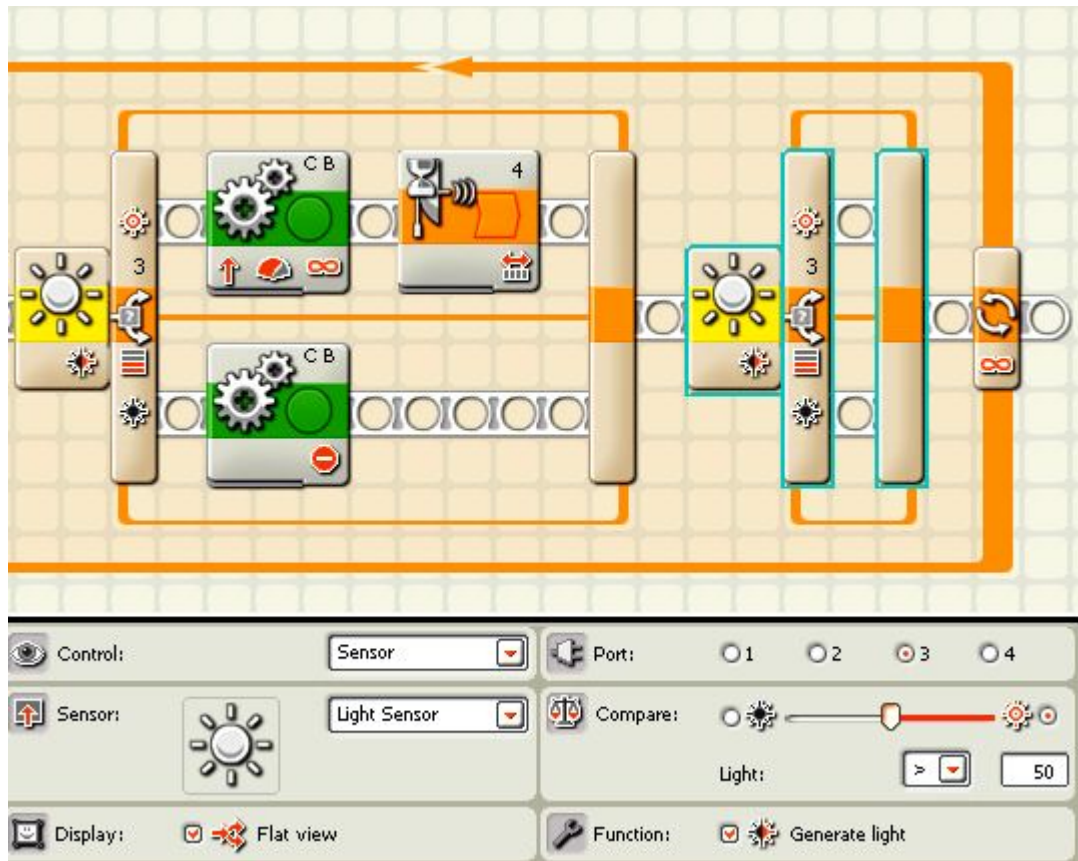 C B
4
3
3
C B
Control: Sensor
Port: 1 2 3 4
Sensor: Light Sensor
Compare:
Light: > 50
Display: Flat view
Function: Generate light